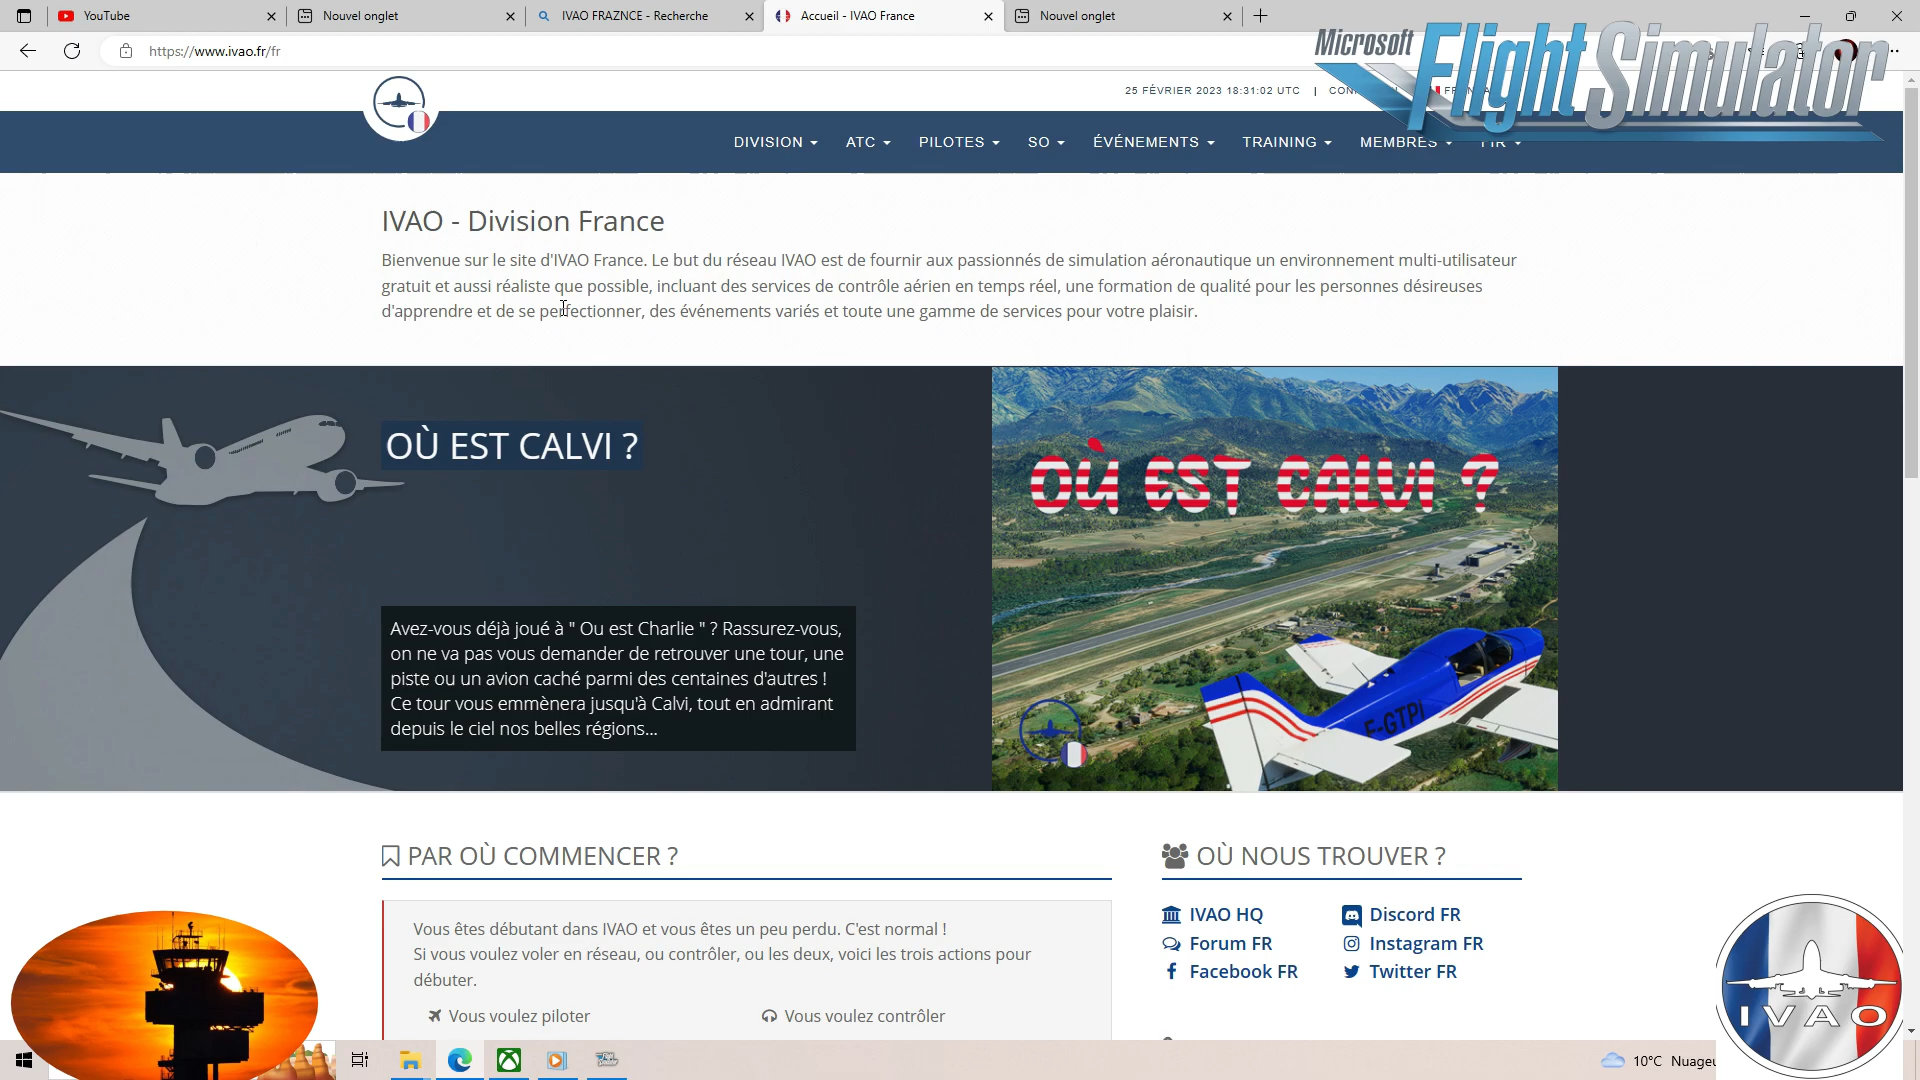 YouTube
Nouvel onglet
IVAO FRAZNCE - Recherche
Accueil - IVAO France
Nouvel onglet
https://www.ivao.fr/fr
Microsoft
Flight Simulator
25 FÉVRIER 2023 18:31:02 UTC |
DIVISION ATC PILOTES SO ÉVÉNEMENTS TRAINING MEMBRES FIR
IVAO - Division France
Bienvenue sur le site d'IVAO France. Le but du réseau IVAO est de fournir aux passionnés de simulation aéronautique un environnement multi-utilisateur
gratuit et aussi réaliste que possible, incluant des services de contrôle aérien en temps réel, une formation de qualité pour les personnes désireuses
d'apprendre et de se perfectionner, des événements variés et toute une gamme de services pour votre plaisir.
OÙ EST CALVI ?
OÙ EST CALVI ?
Avez-vous déjà joué à " Ou est Charlie " ? Rassurez-vous,
on ne va pas vous demander de retrouver une tour, une
piste ou un avion caché parmi des centaines d'autres !
Ce tour vous emmènera jusqu'à Calvi, tout en admirant
depuis le ciel nos belles régions...
F-GTPI
PAR OÙ COMMENCER ?
Vous êtes débutant dans IVAO et vous êtes un peu perdu. C'est normal !
Si vous voulez voler en réseau, ou contrôler, ou les deux, voici les trois actions pour
débuter.
Vous voulez piloter
Vous voulez contrôler
OÙ NOUS TROUVER ?
IVAO HQ
Discord FR
Forum FR
Instagram FR
Facebook FR
Twitter FR
IVAO
10°C